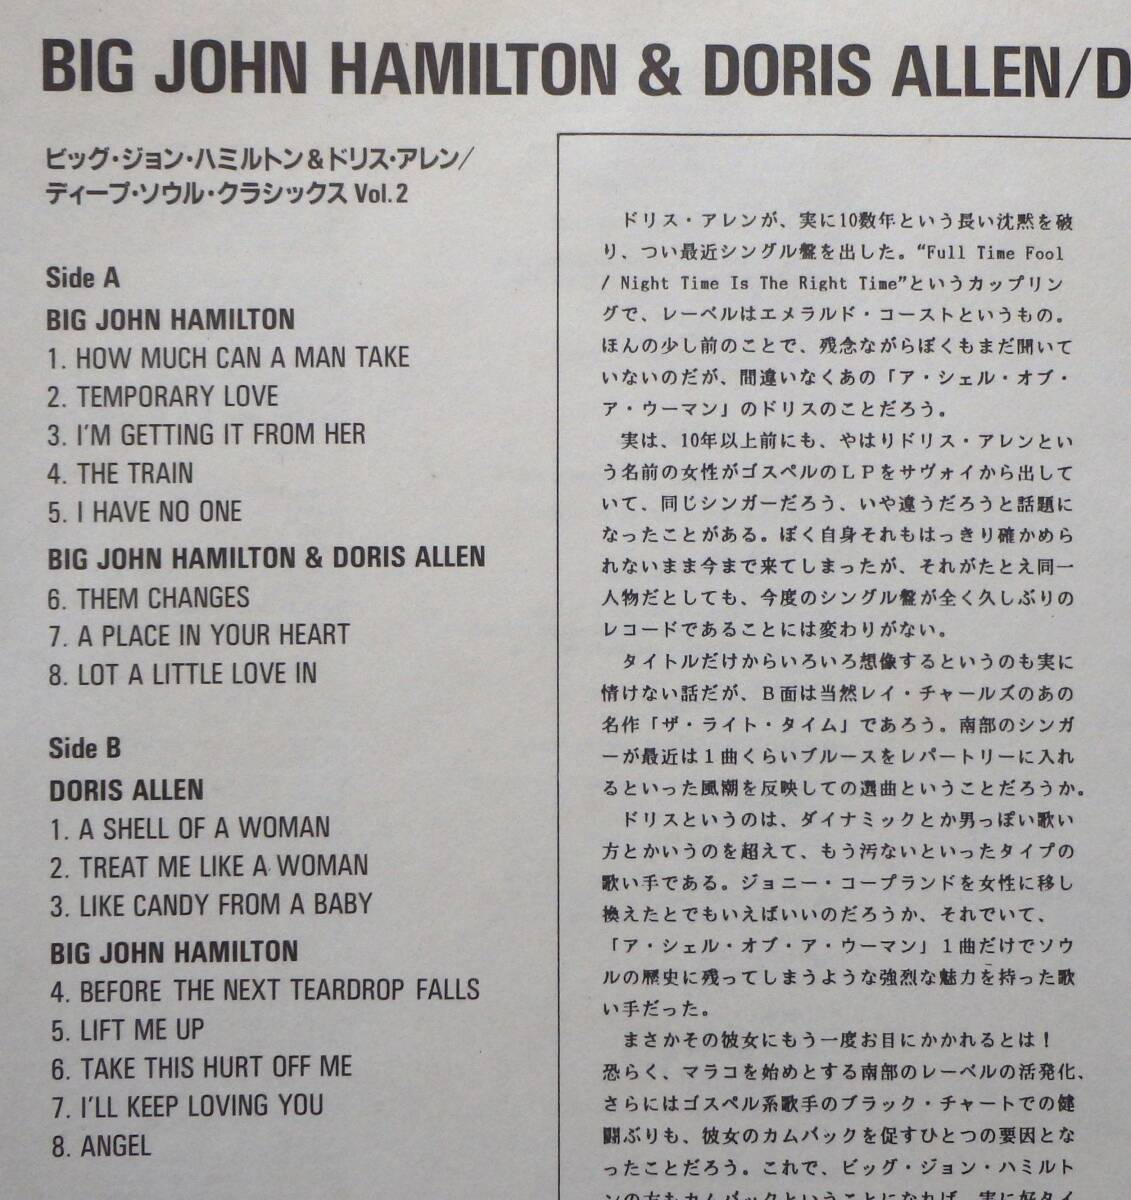 BIG JOHN HAMILTON & DORIS ALLEN/D
ビッグ・ジョン・ハミルトン&ドリス・アレン/
ディープ・ソウル・クラシックス Vol.2
Side A
BIG JOHN HAMILTON
1. HOW MUCH CAN A MAN TAKE
2. TEMPORARY LOVE
3. I'M GETTING IT FROM HER
4. THE TRAIN
5. I HAVE NO ONE
BIG JOHN HAMILTON & DORIS ALLEN
6. THEM CHANGES
7. A PLACE IN YOUR HEART
8. LOT A LITTLE LOVE IN
Side B
DORIS ALLEN
1. A SHELL OF A WOMAN
2. TREAT ME LIKE A WOMAN
3. LIKE CANDY FROM A BABY
BIG JOHN HAMILTON
4. BEFORE THE NEXT TEARDROP FALLS
5. LIFT ME UP
6. TAKE THIS HURT OFF ME
7. I'LL KEEP LOVING YOU
8. ANGEL
ドリス・アレンが、実に10数年という長い沈黙を破
り、つい最近シングル盤を出した。“Full Time Fool
/ Night Time Is The Right Time”というカップリン
グで、レーベルはエメラルド・コーストというもの。
ほんの少し前のことで、残念ながらぼくもまだ聞いて
いないのだが、間違いなくあの「ア・シェル・オブ・
ア・ウーマン」のドリスのことだろう。
実は、10年以上前にも、やはりドリス・アレンとい
う名前の女性がゴスペルのＬＰをサヴォイから出して
いて、同じシンガーだろう、いや違うだろうと話題に
なったことがある。ぼく自身それもはっきり確かめら
れないまま今まで来てしまったが、それがたとえ同一
人物だとしても、今度のシングル盤が全く久しぶりの
レコードであることには変わりがない。
タイトルだけからいろいろ想像するというのも実に
情けない話だが、Ｂ面は当然レイ・チャールズのあの
名作「ザ・ライト・タイム」であろう。南部のシンガ
ーが最近は１曲くらいブルースをレパートリーに入れ
るといった風潮を反映しての選曲ということだろうか。
ドリスというのは、ダイナミックとか男っぽい歌い
方とかいうのを超えて、もう汚ないといったタイプの
歌い手である。ジョニー・コープランドを女性に移し
換えたとでもいえばいいのだろうか、それでいて、
「ア・シェル・オブ・ア・ウーマン」１曲だけでソウ
ルの歴史に残ってしまうような強烈な魅力を持った歌
い手だった。
まさかその彼女にもう一度お目にかかれるとは！
恐らく、マラコを始めとする南部のレーベルの活発化、
さらにはゴスペル系歌手のブラック・チャートでの健
闘ぶりも、彼女のカムバックを促すひとつの要因とな
ったことだろう。これで、ビッグ・ジョン・ハミルト
ンの方もカムバックということになれば、実に好タイ